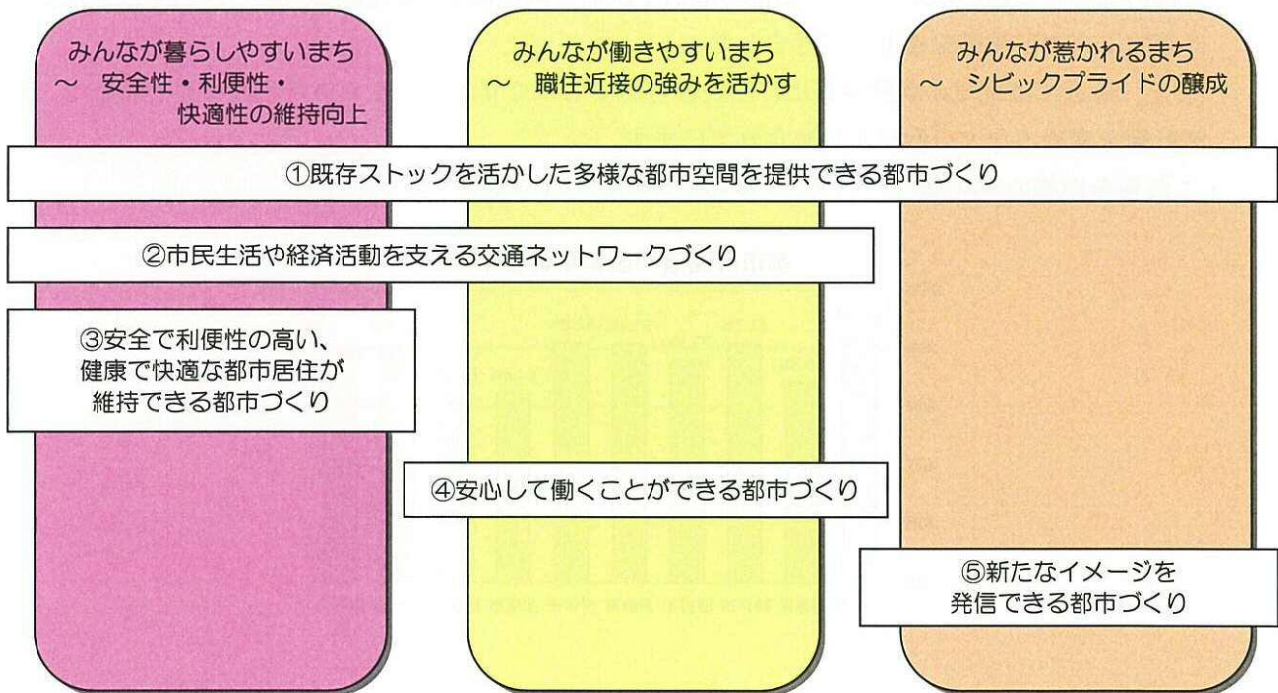 みんなが暮らしやすいまち
～ 安全性・利便性・
快適性の維持向上
みんなが働きやすいまち
～ 職住近接の強みを活かす
みんなが惹かれるまち
～ シビックプライドの醸成
①既存ストックを活かした多様な都市空間を提供できる都市づくり
②市民生活や経済活動を支える交通ネットワークづくり
③安全で利便性の高い、
健康で快適な都市居住が
維持できる都市づくり
④安心して働くことができる都市づくり
⑤新たなイメージを
発信できる都市づくり